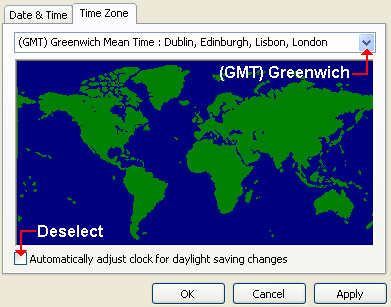 Date & Time
Time Zone
(GMT) Greenwich Mean Time : Dublin, Edinburgh, Lisbon, London
(GMT) Greenwich
Deselect
Automatically adjust clock for daylight saving changes
OK
Cancel
Apply